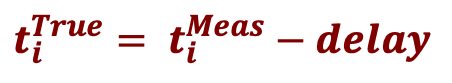 t_i^{True} = t_i^{Meas} − delay